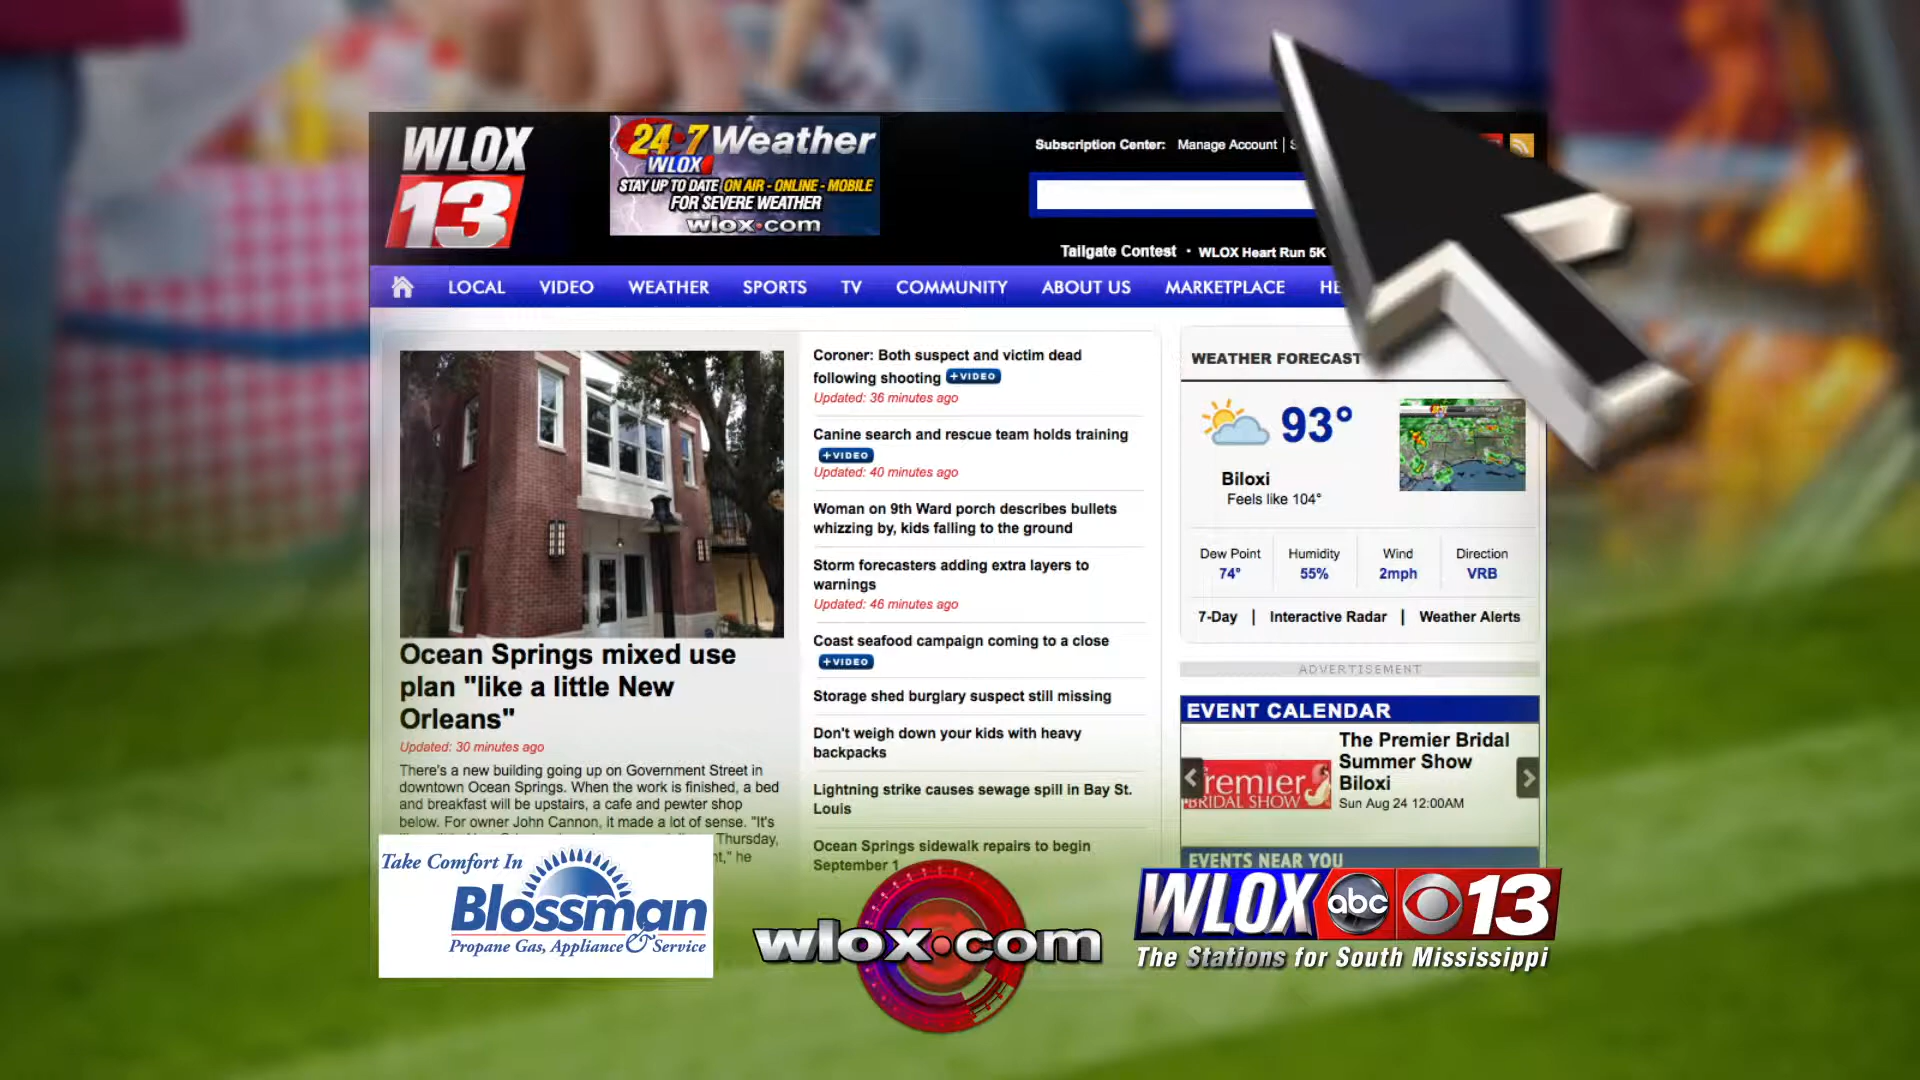 WLOX
13
24 7 Weather
WLOX
STAY UP TO DATE ON AIR - ONLINE - MOBILE
FOR SEVERE WEATHER
wlox.com
Subscription Center: Manage Account | S
Tailgate Contest • WLOX Heart Run 5K
LOCAL VIDEO WEATHER SPORTS TV COMMUNITY ABOUT US MARKETPLACE HE
Ocean Springs mixed use
plan "like a little New
Orleans"
Updated: 30 minutes ago
There's a new building going up on Government Street in
downtown Ocean Springs. When the work is finished, a bed
and breakfast will be upstairs, a cafe and pewter shop
below. For owner John Cannon, it made a lot of sense. "It's
Thursday,
he
Coroner: Both suspect and victim dead
following shooting +VIDEO
Updated: 36 minutes ago
Canine search and rescue team holds training
+VIDEO
Updated: 40 minutes ago
Woman on 9th Ward porch describes bullets
whizzing by, kids falling to the ground
Storm forecasters adding extra layers to
warnings
Updated: 46 minutes ago
Coast seafood campaign coming to a close
+VIDEO
Storage shed burglary suspect still missing
Don't weigh down your kids with heavy
backpacks
Lightning strike causes sewage spill in Bay St.
Louis
Ocean Springs sidewalk repairs to begin
September 1
WEATHER FORECAST
93°
Biloxi
Feels like 104°
Dew Point Humidity Wind Direction
74° 55% 2mph VRB
7-Day | Interactive Radar | Weather Alerts
ADVERTISEMENT
EVENT CALENDAR
The Premier Bridal
Summer Show
Biloxi
Sun Aug 24 12:00AM
remier
BRIDAL SHOW
EVENTS NEAR YOU
Take Comfort In
Blossman
Propane Gas, Appliance & Service
wlox.com
WLOX abc 13
The Stations for South Mississippi